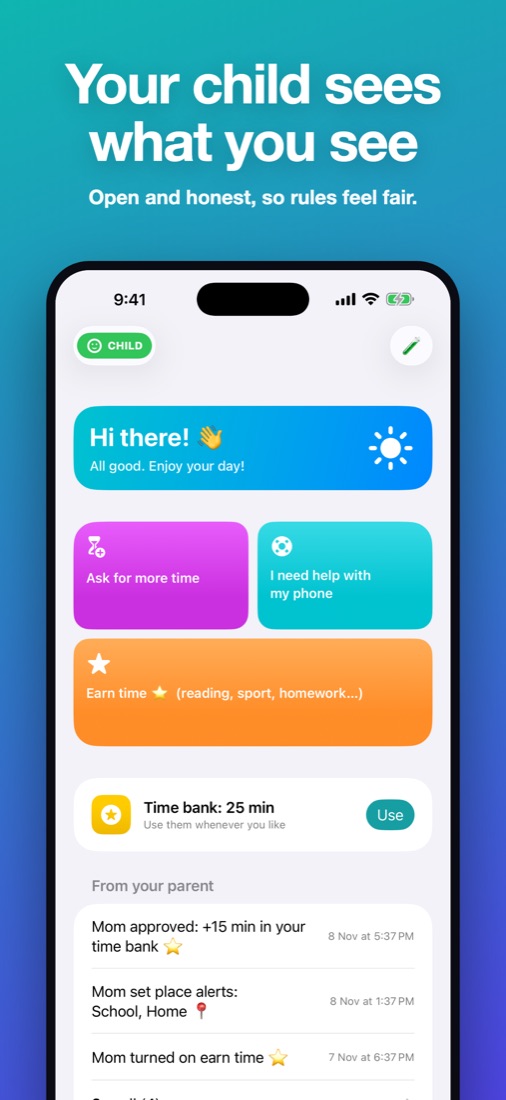 Your child sees
what you see
Open and honest, so rules feel fair.
9:41
CHILD
Hi there! 👋
All good. Enjoy your day!
Ask for more time
I need help with
my phone
Earn time ⭐ (reading, sport, homework...)
Time bank: 25 min
Use them whenever you like
Use
From your parent
Mom approved: +15 min in your
time bank ⭐
8 Nov at 5:37 PM
Mom set place alerts:
School, Home 📍
8 Nov at 1:37 PM
Mom turned on earn time ⭐
7 Nov at 6:37 PM